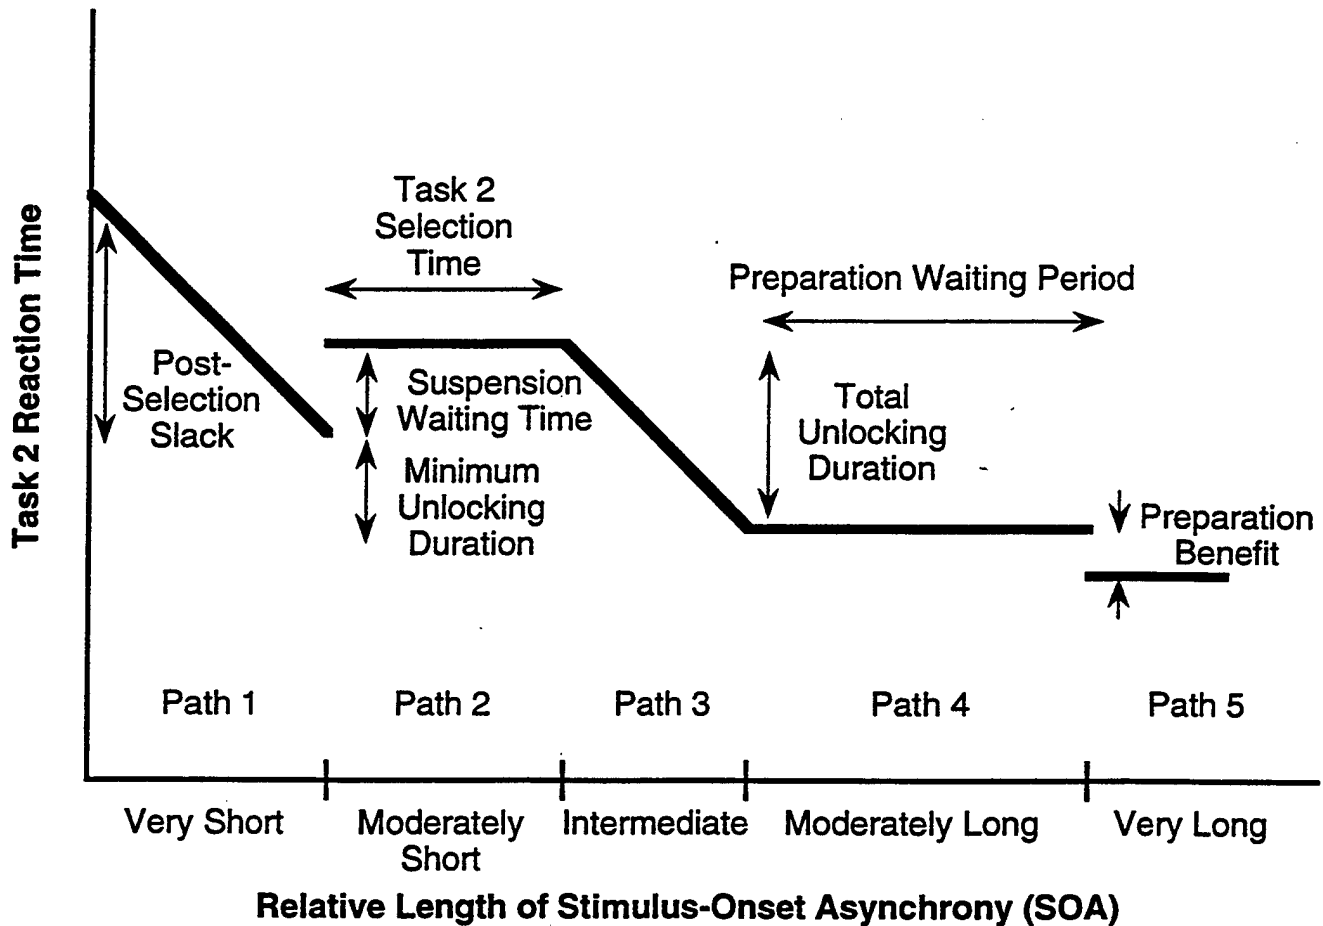 Task 2 Reaction Time
Task 2
Selection
Time
Preparation Waiting Period
Post-
Selection
Slack
Suspension
Waiting Time
Minimum
Unlocking
Duration
Total
Unlocking
Duration
Preparation
Benefit
Path 1
Path 2
Path 3
Path 4
Path 5
Very Short
Moderately
Short
Intermediate
Moderately Long
Very Long
Relative Length of Stimulus-Onset Asynchrony (SOA)